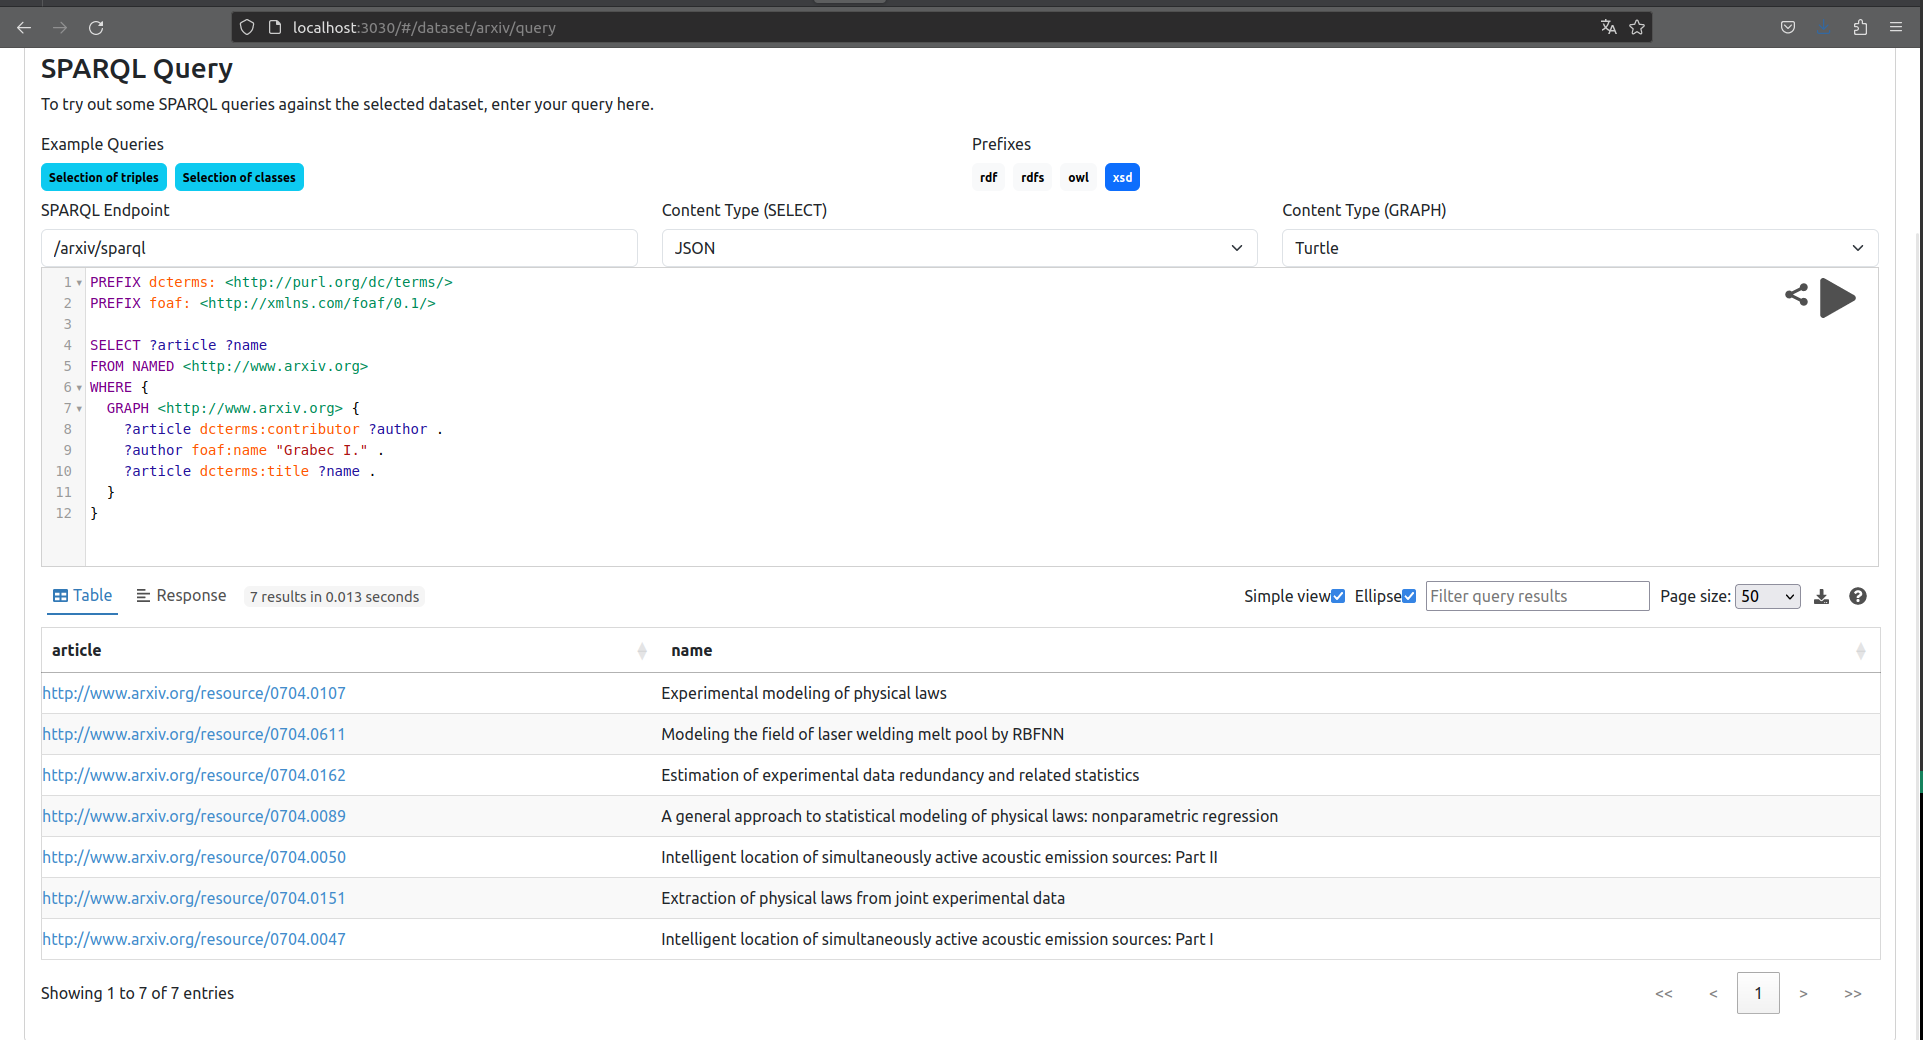 localhost:3030/#/dataset/arxiv/query
SPARQL Query
To try out some SPARQL queries against the selected dataset, enter your query here.
Example Queries
Prefixes
Selection of triples Selection of classes
rdf rdfs owl xsd
SPARQL Endpoint
Content Type (SELECT)
Content Type (GRAPH)
/arxiv/sparql
JSON
Turtle
1 PREFIX dcterms: <http://purl.org/dc/terms/>
2 PREFIX foaf: <http://xmlns.com/foaf/0.1/>
3
4 SELECT ?article ?name
5 FROM NAMED <http://www.arxiv.org>
6 WHERE {
7 GRAPH <http://www.arxiv.org> {
8 ?article dcterms:contributor ?author .
9 ?author foaf:name "Grabec I." .
10 ?article dcterms:title ?name .
11 }
12 }
Table Response 7 results in 0.013 seconds
Simple view Ellipse Filter query results Page size: 50
article name
http://www.arxiv.org/resource/0704.0107 Experimental modeling of physical laws
http://www.arxiv.org/resource/0704.0611 Modeling the field of laser welding melt pool by RBFNN
http://www.arxiv.org/resource/0704.0162 Estimation of experimental data redundancy and related statistics
http://www.arxiv.org/resource/0704.0089 A general approach to statistical modeling of physical laws: nonparametric regression
http://www.arxiv.org/resource/0704.0050 Intelligent location of simultaneously active acoustic emission sources: Part II
http://www.arxiv.org/resource/0704.0151 Extraction of physical laws from joint experimental data
http://www.arxiv.org/resource/0704.0047 Intelligent location of simultaneously active acoustic emission sources: Part I
Showing 1 to 7 of 7 entries
<< < 1 > >>